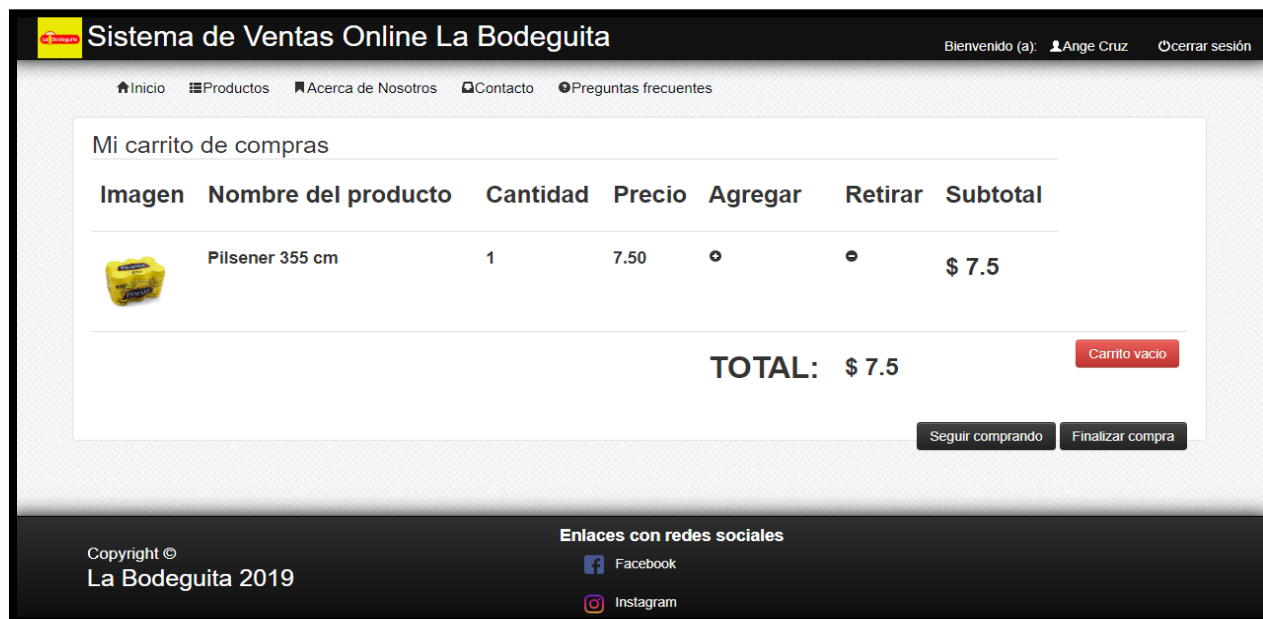 La Bodeguita
Sistema de Ventas Online La Bodeguita
Bienvenido (a): Ange Cruz cerrar sesión
Inicio Productos Acerca de Nosotros Contacto Preguntas frecuentes
Mi carrito de compras
Imagen Nombre del producto Cantidad Precio Agregar Retirar Subtotal
Pilsener 355 cm 1 7.50 $ 7.5
TOTAL: $ 7.5 Carrito vacio
Seguir comprando Finalizar compra
Enlaces con redes sociales
Copyright ©
La Bodeguita 2019
Facebook
Instagram